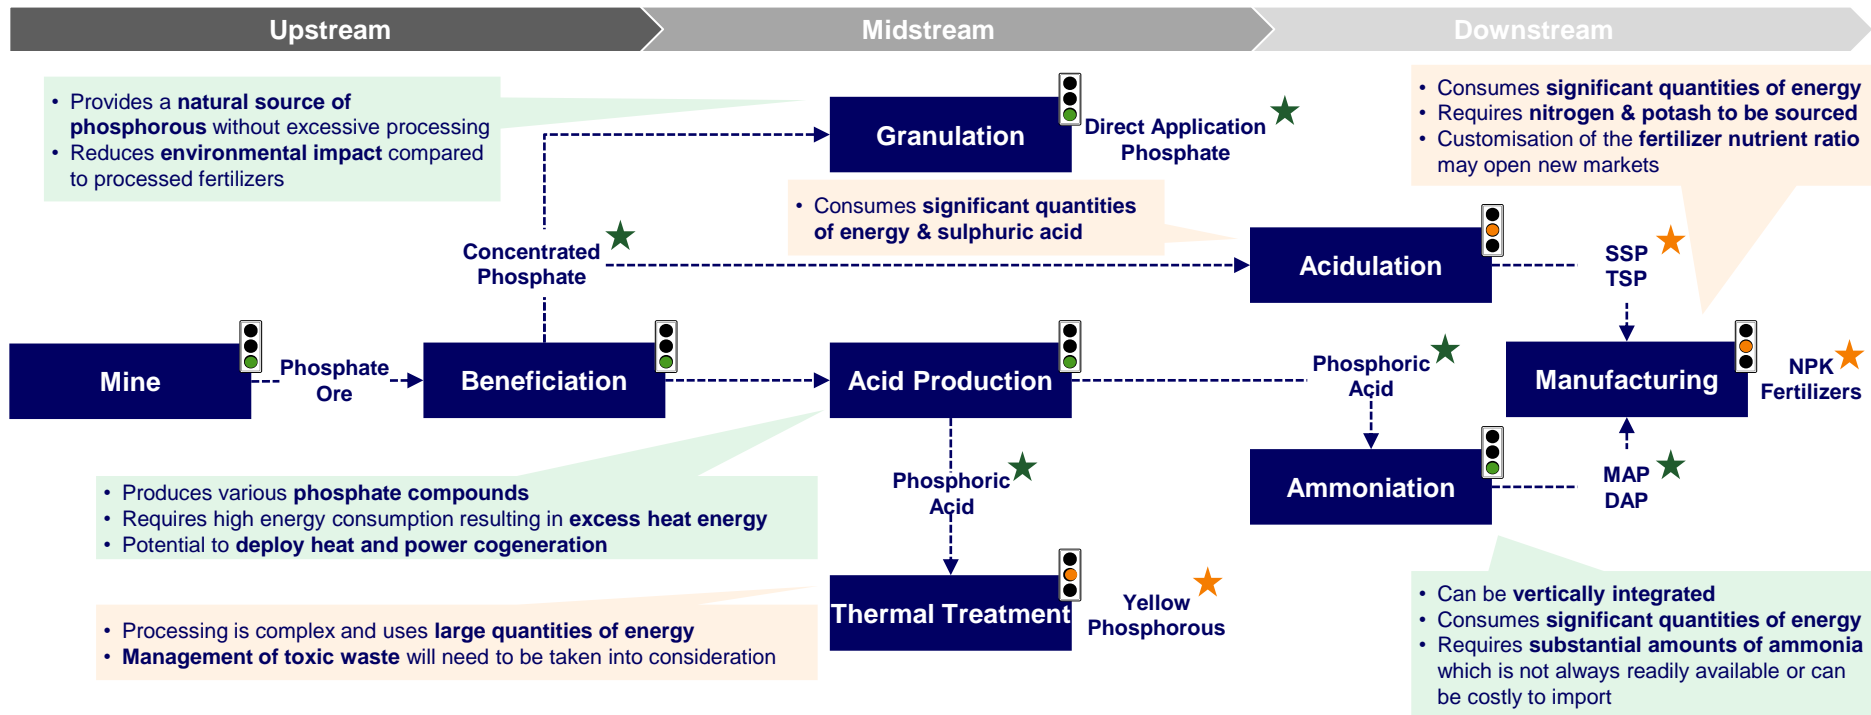 Upstream
Midstream
Downstream
• Provides a natural source of
phosphorous without excessive processing
• Reduces environmental impact compared
to processed fertilizers
Granulation
Direct Application
Phosphate
• Consumes significant quantities of energy
• Requires nitrogen & potash to be sourced
• Customisation of the fertilizer nutrient ratio
may open new markets
• Consumes significant quantities
of energy & sulphuric acid
Concentrated
Phosphate
Acidulation
SSP
TSP
Mine
Phosphate
Ore
Beneficiation
Acid Production
Phosphoric
Acid
Manufacturing
NPK
Fertilizers
• Produces various phosphate compounds
• Requires high energy consumption resulting in excess heat energy
• Potential to deploy heat and power cogeneration
Phosphoric
Acid
Ammoniation
MAP
DAP
• Processing is complex and uses large quantities of energy
• Management of toxic waste will need to be taken into consideration
Thermal Treatment
Yellow
Phosphorous
• Can be vertically integrated
• Consumes significant quantities of energy
• Requires substantial amounts of ammonia
which is not always readily available or can
be costly to import